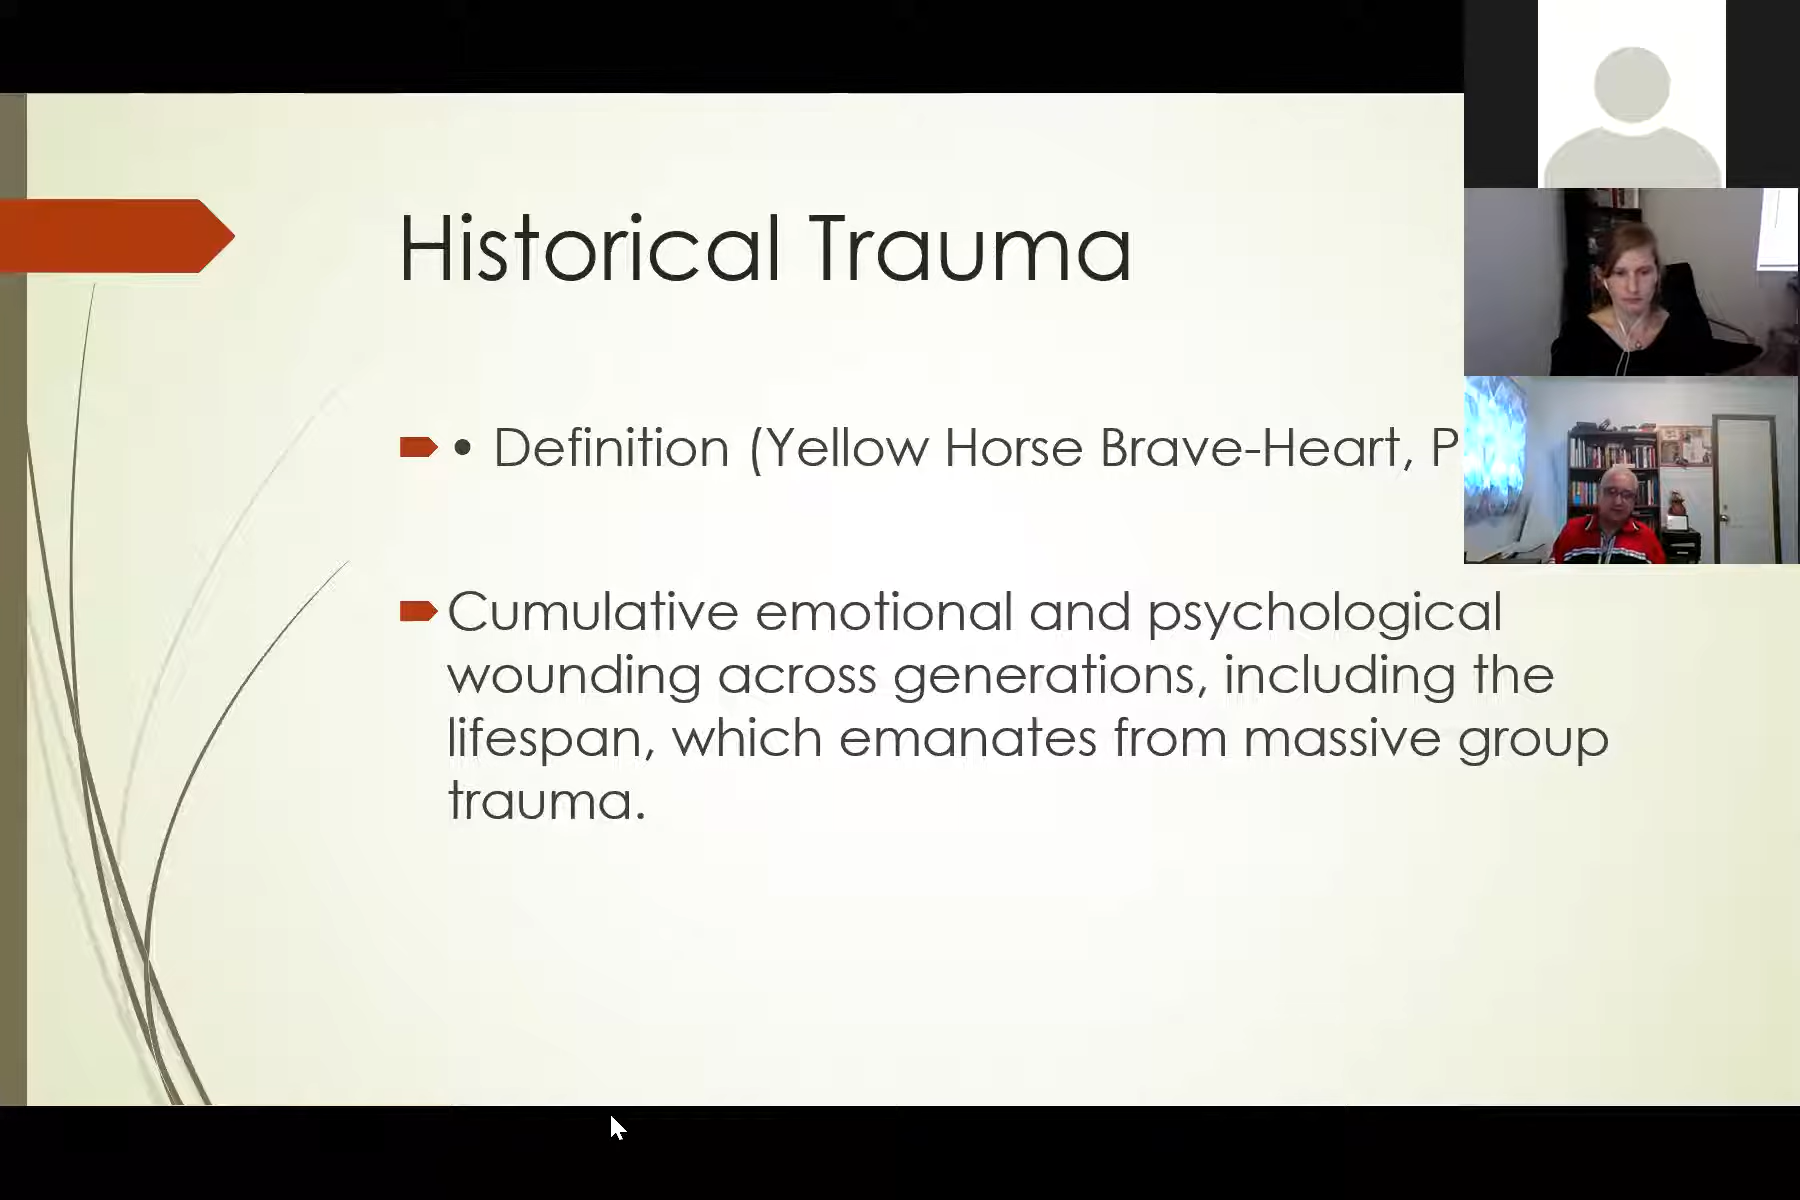 Historical Trauma
• Definition (Yellow Horse Brave-Heart, P
Cumulative emotional and psychological
wounding across generations, including the
lifespan, which emanates from massive group
trauma.